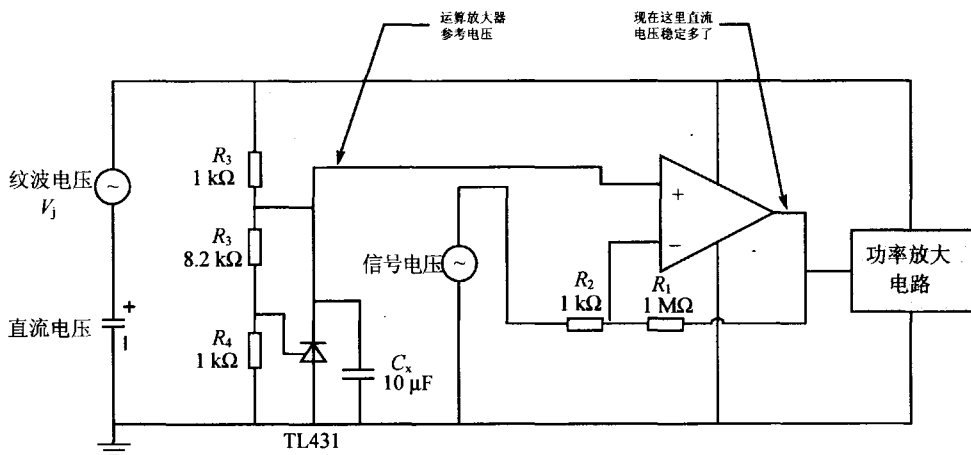 运算放大器
参考电压
现在这里直流
电压稳定多了
纹波电压
Vj
R3
1 kΩ
R3
8.2 kΩ
信号电压
功率放大
电路
直流电压
R4
1 kΩ
Cx
10 μF
R2
1 kΩ
R1
1 MΩ
TL431